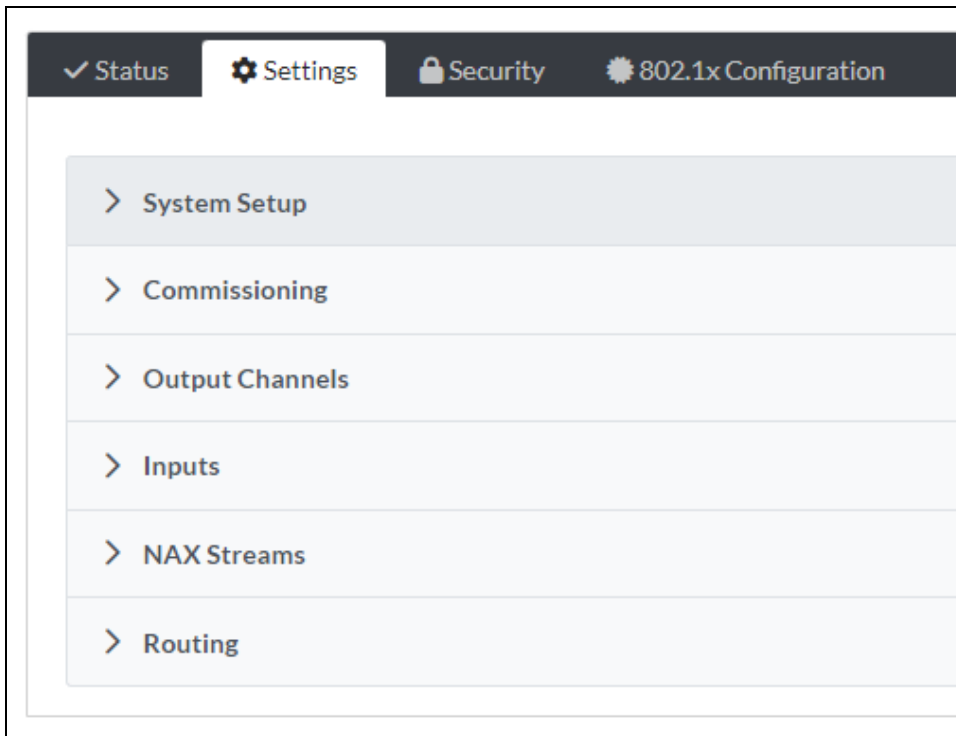 Status Settings Security 802.1x Configuration
System Setup
Commissioning
Output Channels
Inputs
NAX Streams
Routing